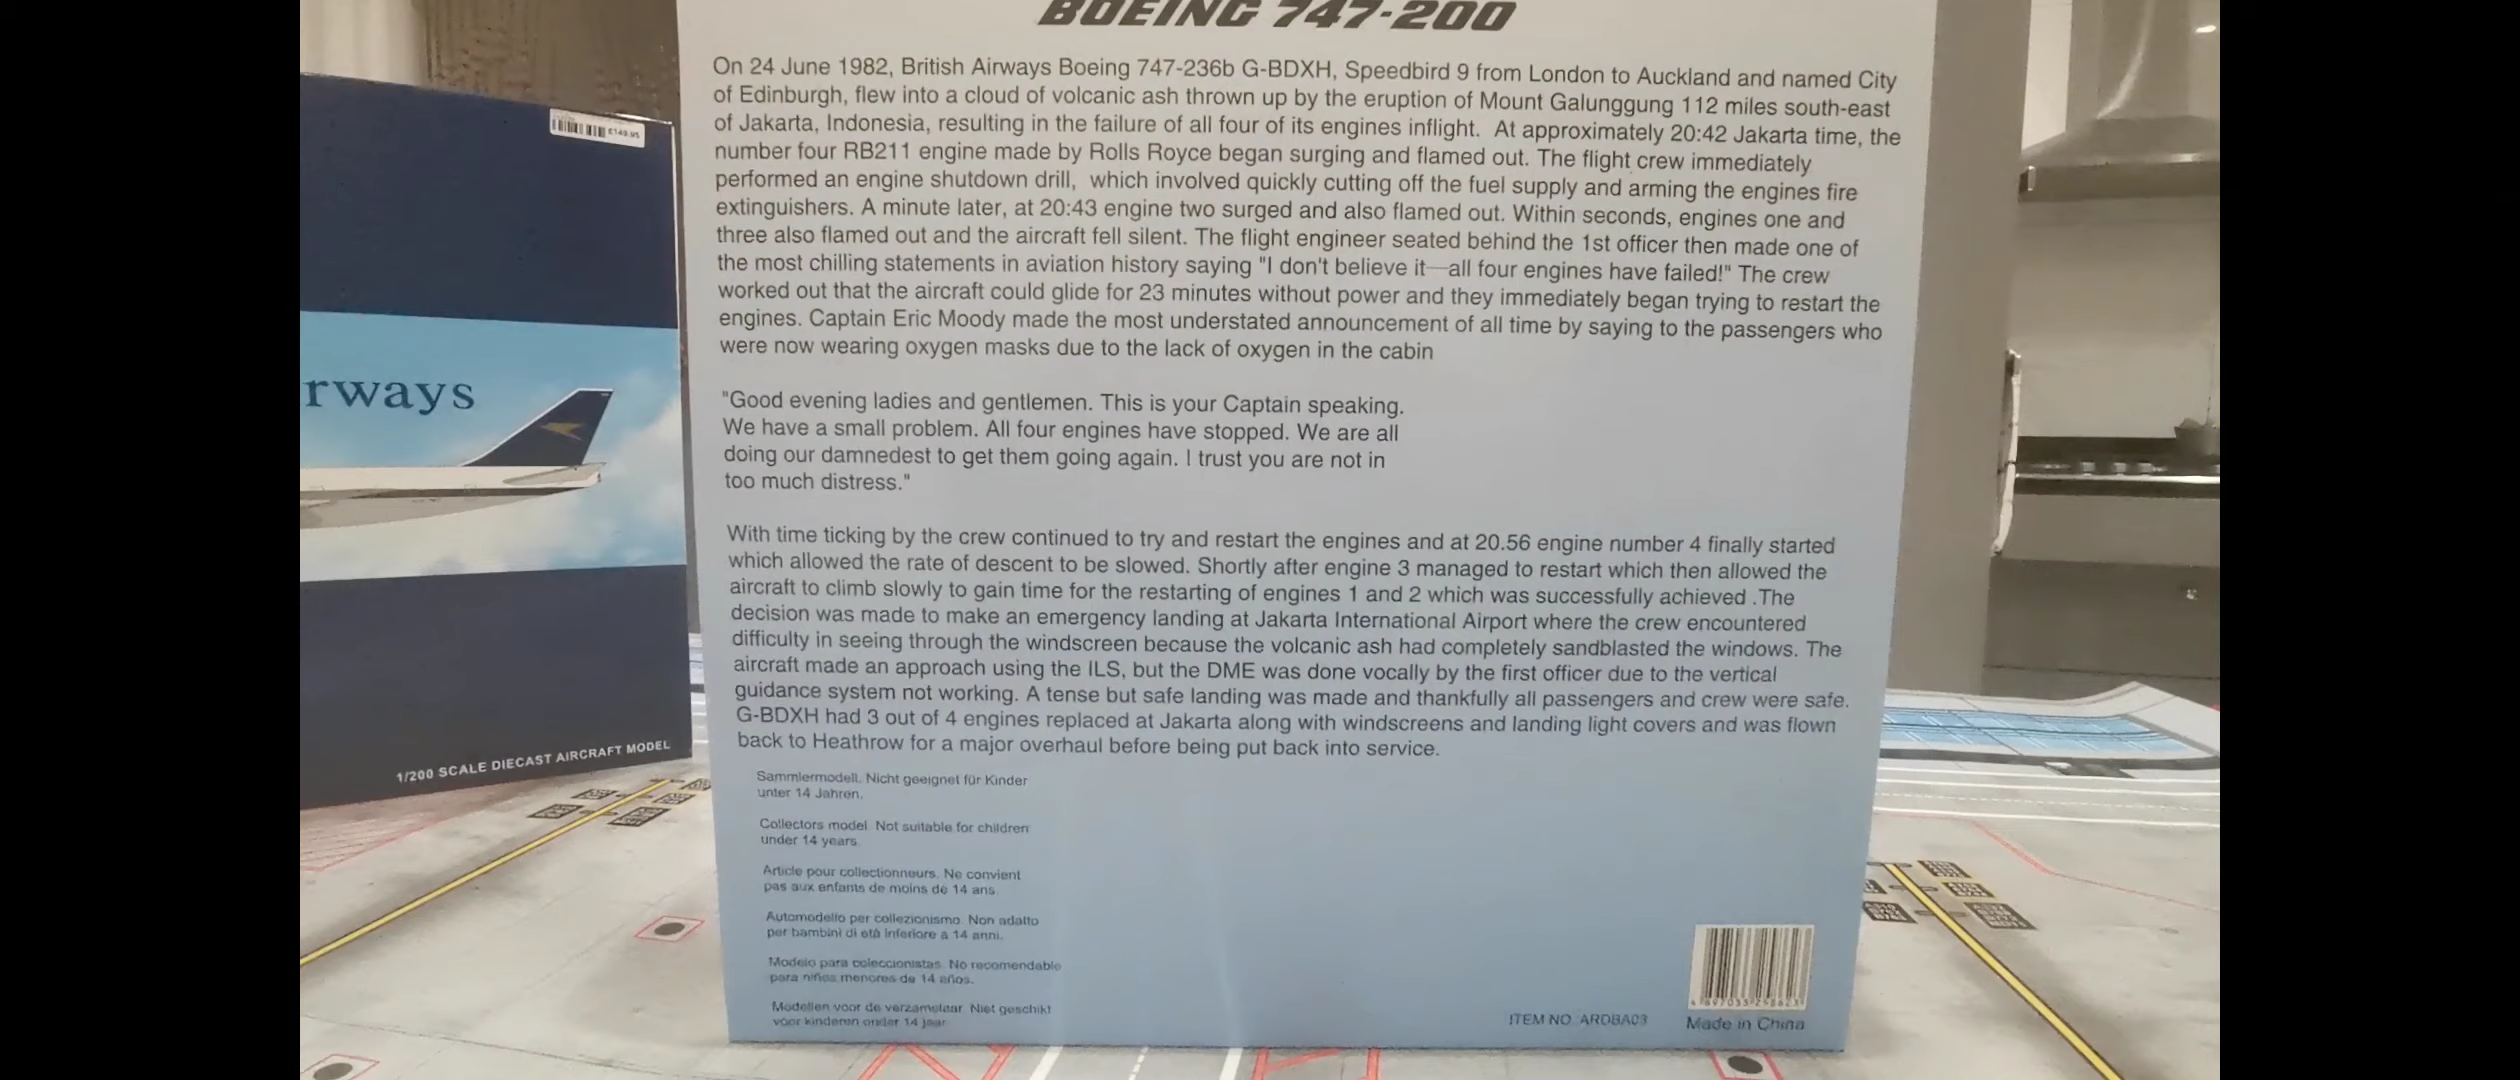 BOEING 747-200
On 24 June 1982, British Airways Boeing 747-236b G-BDXH, Speedbird 9 from London to Auckland and named City
of Edinburgh, flew into a cloud of volcanic ash thrown up by the eruption of Mount Galunggung 112 miles south-east
of Jakarta, Indonesia, resulting in the failure of all four of its engines inflight. At approximately 20:42 Jakarta time, the
number four RB211 engine made by Rolls Royce began surging and flamed out. The flight crew immediately
performed an engine shutdown drill, which involved quickly cutting off the fuel supply and arming the engines fire
extinguishers. A minute later, at 20:43 engine two surged and also flamed out. Within seconds, engines one and
three also flamed out and the aircraft fell silent. The flight engineer seated behind the 1st officer then made one of
the most chilling statements in aviation history saying "I don't believe it—all four engines have failed!" The crew
worked out that the aircraft could glide for 23 minutes without power and they immediately began trying to restart the
engines. Captain Eric Moody made the most understated announcement of all time by saying to the passengers who
were now wearing oxygen masks due to the lack of oxygen in the cabin
"Good evening ladies and gentlemen. This is your Captain speaking.
We have a small problem. All four engines have stopped. We are all
doing our damnedest to get them going again. I trust you are not in
too much distress."
With time ticking by the crew continued to try and restart the engines and at 20.56 engine number 4 finally started
which allowed the rate of descent to be slowed. Shortly after engine 3 managed to restart which then allowed the
aircraft to climb slowly to gain time for the restarting of engines 1 and 2 which was successfully achieved .The
decision was made to make an emergency landing at Jakarta International Airport where the crew encountered
difficulty in seeing through the windscreen because the volcanic ash had completely sandblasted the windows. The
aircraft made an approach using the ILS, but the DME was done vocally by the first officer due to the vertical
guidance system not working. A tense but safe landing was made and thankfully all passengers and crew were safe.
G-BDXH had 3 out of 4 engines replaced at Jakarta along with windscreens and landing light covers and was flown
back to Heathrow for a major overhaul before being put back into service.
Sammlermodell. Nicht geeignet für Kinder
unter 14 Jahren.
Collectors model. Not suitable for children
under 14 years.
Article pour collectionneurs. Ne convient
pas aux enfants de moins de 14 ans.
Automodello per collezionismo. Non adatto
per bambini di età inferiore a 14 anni.
Modelo para coleccionistas. No recomendable
para niños menores de 14 años.
Modellen voor de verzamelaar. Niet geschikt
voor kinderen onder 14 jaar.
ITEM NO. ARDBA03
Made in China
£149.95
rways
1/200 SCALE DIECAST AIRCRAFT MODEL